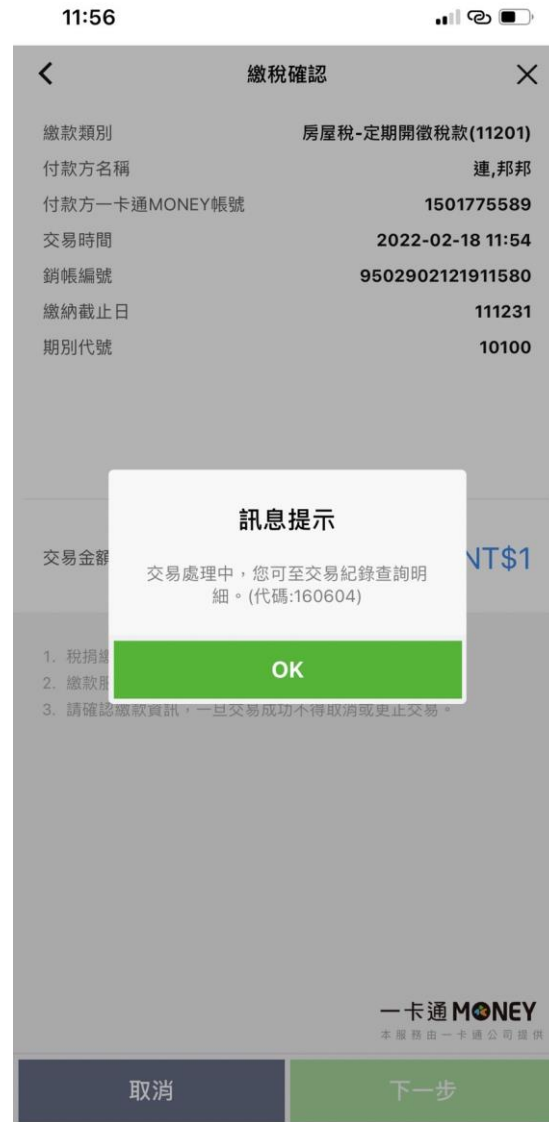 11:56
繳稅確認
繳款類別 房屋稅-定期開徵稅款(11201)
付款方名稱 連,邦邦
付款方一卡通MONEY帳號 1501775589
交易時間 2022-02-18 11:54
銷帳編號 9502902121911580
繳納截止日 111231
期別代號 10100
訊息提示
交易金額 NT$1
交易處理中，您可至交易紀錄查詢明
細。(代碼:160604)
OK
1. 稅捐繳
2. 繳款服
3. 請確認繳款資訊，一旦交易成功不得取消或更正交易。
一卡通 MONEY
本服務由一卡通公司提供
取消 下一步